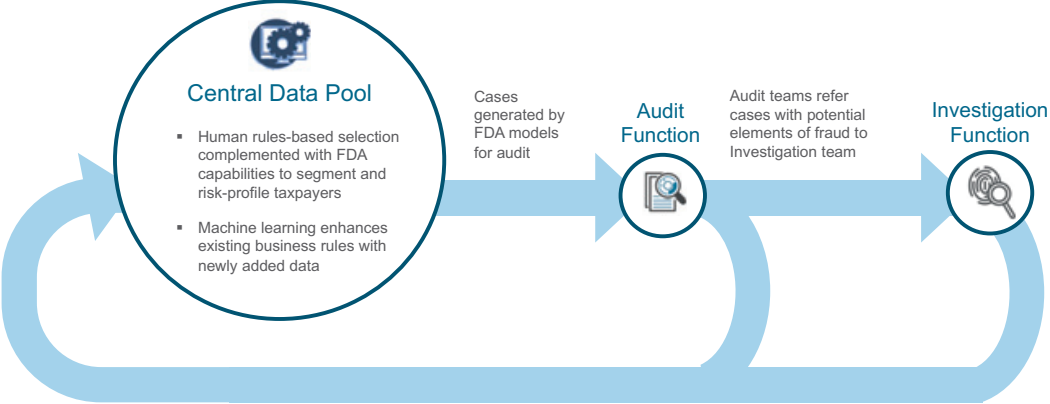 Central Data Pool
▪ Human rules-based selection
complemented with FDA
capabilities to segment and
risk-profile taxpayers
▪ Machine learning enhances
existing business rules with
newly added data
Cases
generated by
FDA models
for audit
Audit
Function
Audit teams refer
cases with potential
elements of fraud to
Investigation team
Investigation
Function